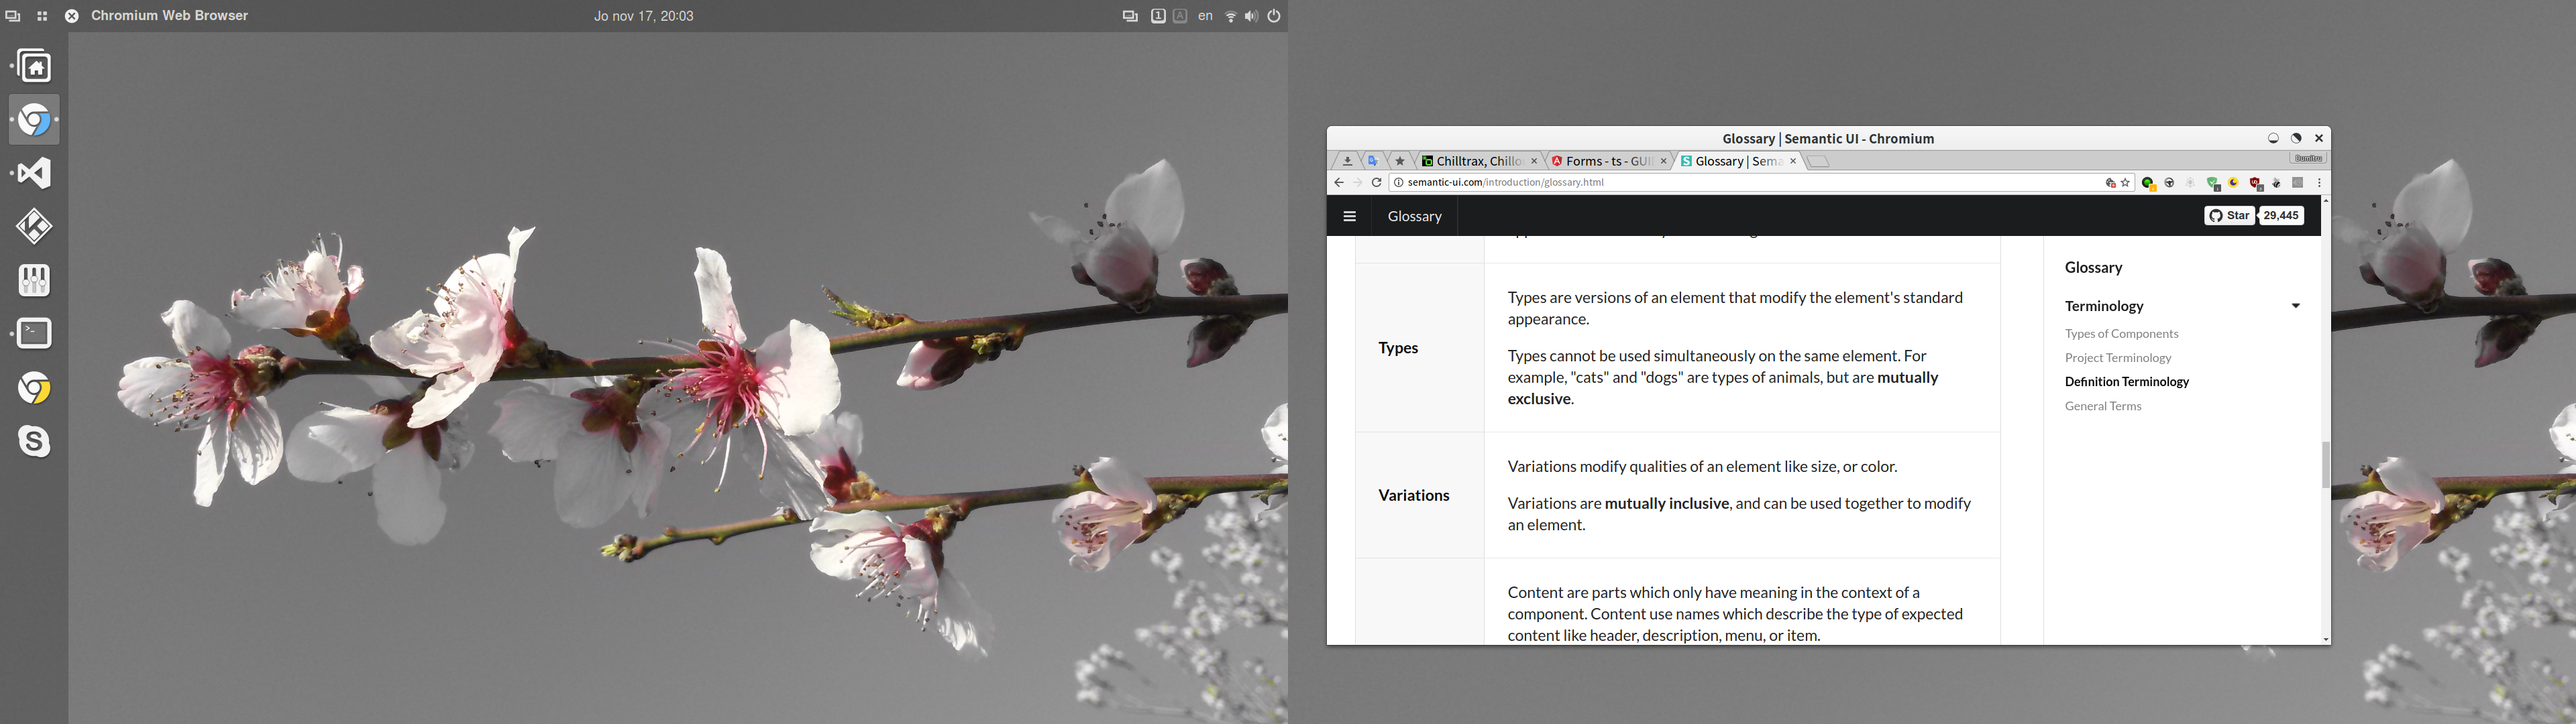 Chromium Web Browser
Jo nov 17, 20:03
1 A en
Glossary | Semantic UI - Chromium
Chilltrax, Chillo
Forms - ts - GUI
Glossary | Sema
Dumitru
semantic-ui.com/introduction/glossary.html
Glossary
Star 29,445
Types
Types are versions of an element that modify the element's standard
appearance.
Types cannot be used simultaneously on the same element. For
example, "cats" and "dogs" are types of animals, but are mutually
exclusive.
Variations
Variations modify qualities of an element like size, or color.
Variations are mutually inclusive, and can be used together to modify
an element.
Content are parts which only have meaning in the context of a
component. Content use names which describe the type of expected
content like header, description, menu, or item.
Glossary
Terminology
Types of Components
Project Terminology
Definition Terminology
General Terms